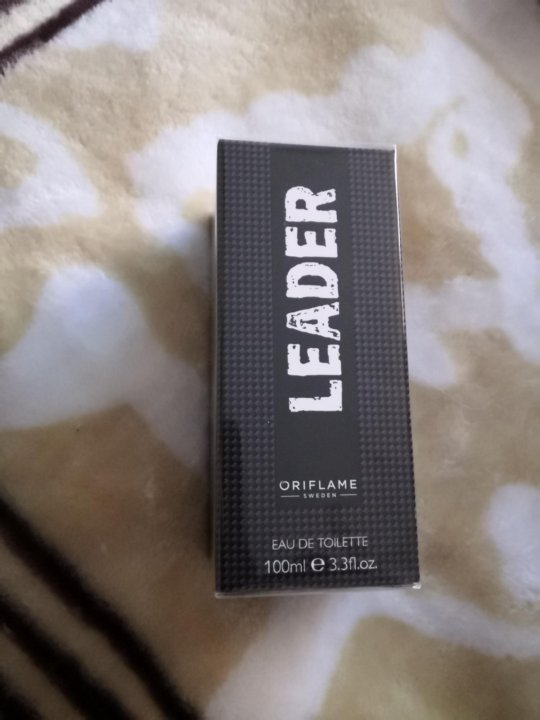 LEADER
ORIFLAME
SWEDEN
EAU DE TOILETTE
100ml e 3.3fl.oz.